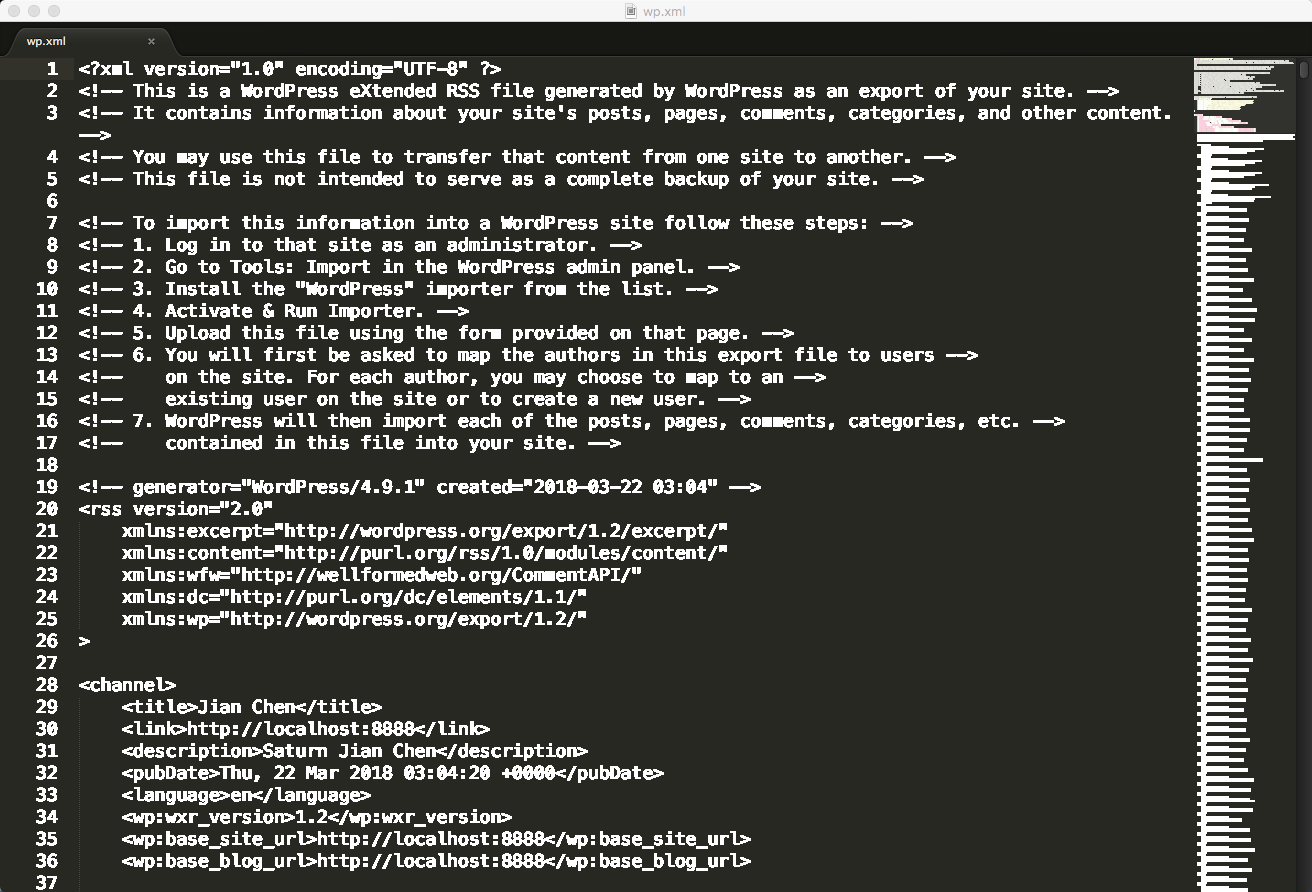 wp.xml
wp.xml ×
1 <?xml version="1.0" encoding="UTF-8" ?>
2 <!-- This is a WordPress eXtended RSS file generated by WordPress as an export of your site. -->
3 <!-- It contains information about your site's posts, pages, comments, categories, and other content.
-->
4 <!-- You may use this file to transfer that content from one site to another. -->
5 <!-- This file is not intended to serve as a complete backup of your site. -->
6
7 <!-- To import this information into a WordPress site follow these steps: -->
8 <!-- 1. Log in to that site as an administrator. -->
9 <!-- 2. Go to Tools: Import in the WordPress admin panel. -->
10 <!-- 3. Install the "WordPress" importer from the list. -->
11 <!-- 4. Activate & Run Importer. -->
12 <!-- 5. Upload this file using the form provided on that page. -->
13 <!-- 6. You will first be asked to map the authors in this export file to users -->
14 <!--    on the site. For each author, you may choose to map to an -->
15 <!--    existing user on the site or to create a new user. -->
16 <!-- 7. WordPress will then import each of the posts, pages, comments, categories, etc. -->
17 <!--    contained in this file into your site. -->
18
19 <!-- generator="WordPress/4.9.1" created="2018-03-22 03:04" -->
20 <rss version="2.0"
21     xmlns:excerpt="http://wordpress.org/export/1.2/excerpt/"
22     xmlns:content="http://purl.org/rss/1.0/modules/content/"
23     xmlns:wfw="http://wellformedweb.org/CommentAPI/"
24     xmlns:dc="http://purl.org/dc/elements/1.1/"
25     xmlns:wp="http://wordpress.org/export/1.2/"
26 >
27
28 <channel>
29     <title>Jian Chen</title>
30     <link>http://localhost:8888</link>
31     <description>Saturn Jian Chen</description>
32     <pubDate>Thu, 22 Mar 2018 03:04:20 +0000</pubDate>
33     <language>en</language>
34     <wp:wxr_version>1.2</wp:wxr_version>
35     <wp:base_site_url>http://localhost:8888</wp:base_site_url>
36     <wp:base_blog_url>http://localhost:8888</wp:base_blog_url>
37